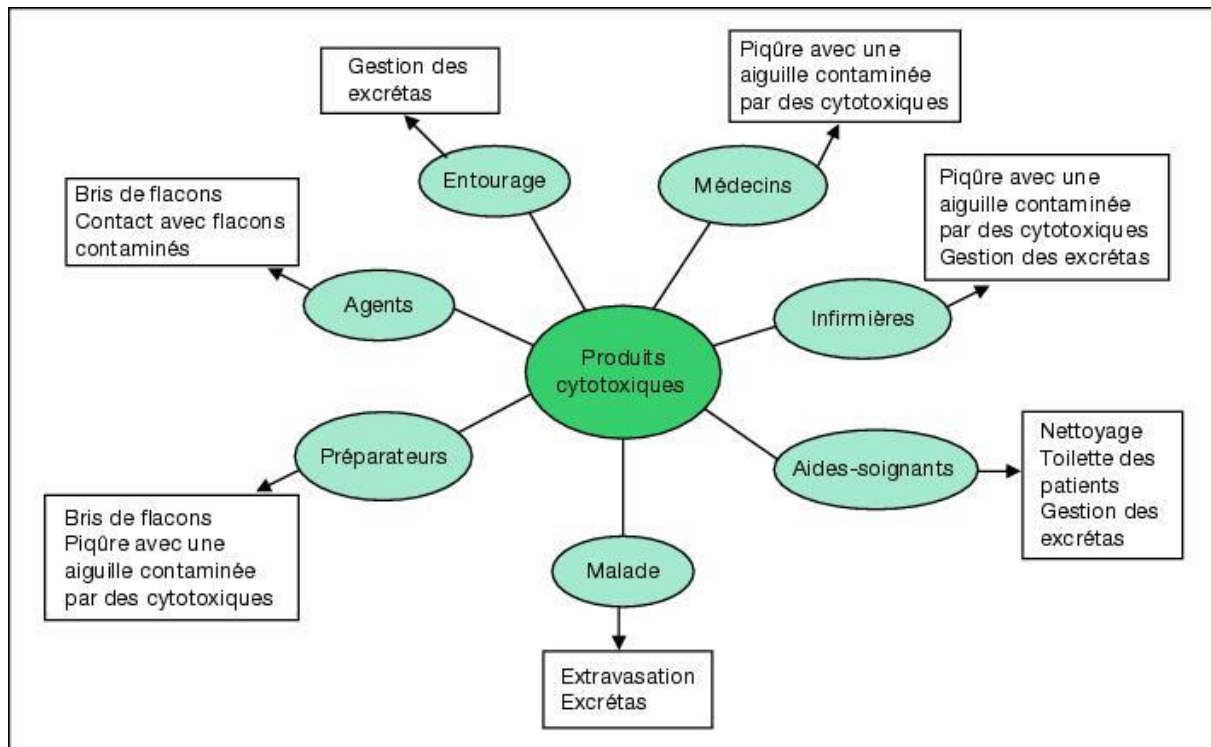 Gestion des
excrétas
Piqûre avec une
aiguille contaminée
par des cytotoxiques
Entourage
Médecins
Bris de flacons
Contact avec flacons
contaminés
Piqûre avec une
aiguille contaminée
par des cytotoxiques
Gestion des excrétas
Agents
Infirmières
Produits
cytotoxiques
Préparateurs
Aides-soignants
Nettoyage
Toilette des
patients
Gestion des
excrétas
Bris de flacons
Piqûre avec une
aiguille contaminée
par des cytotoxiques
Malade
Extravasation
Excrétas